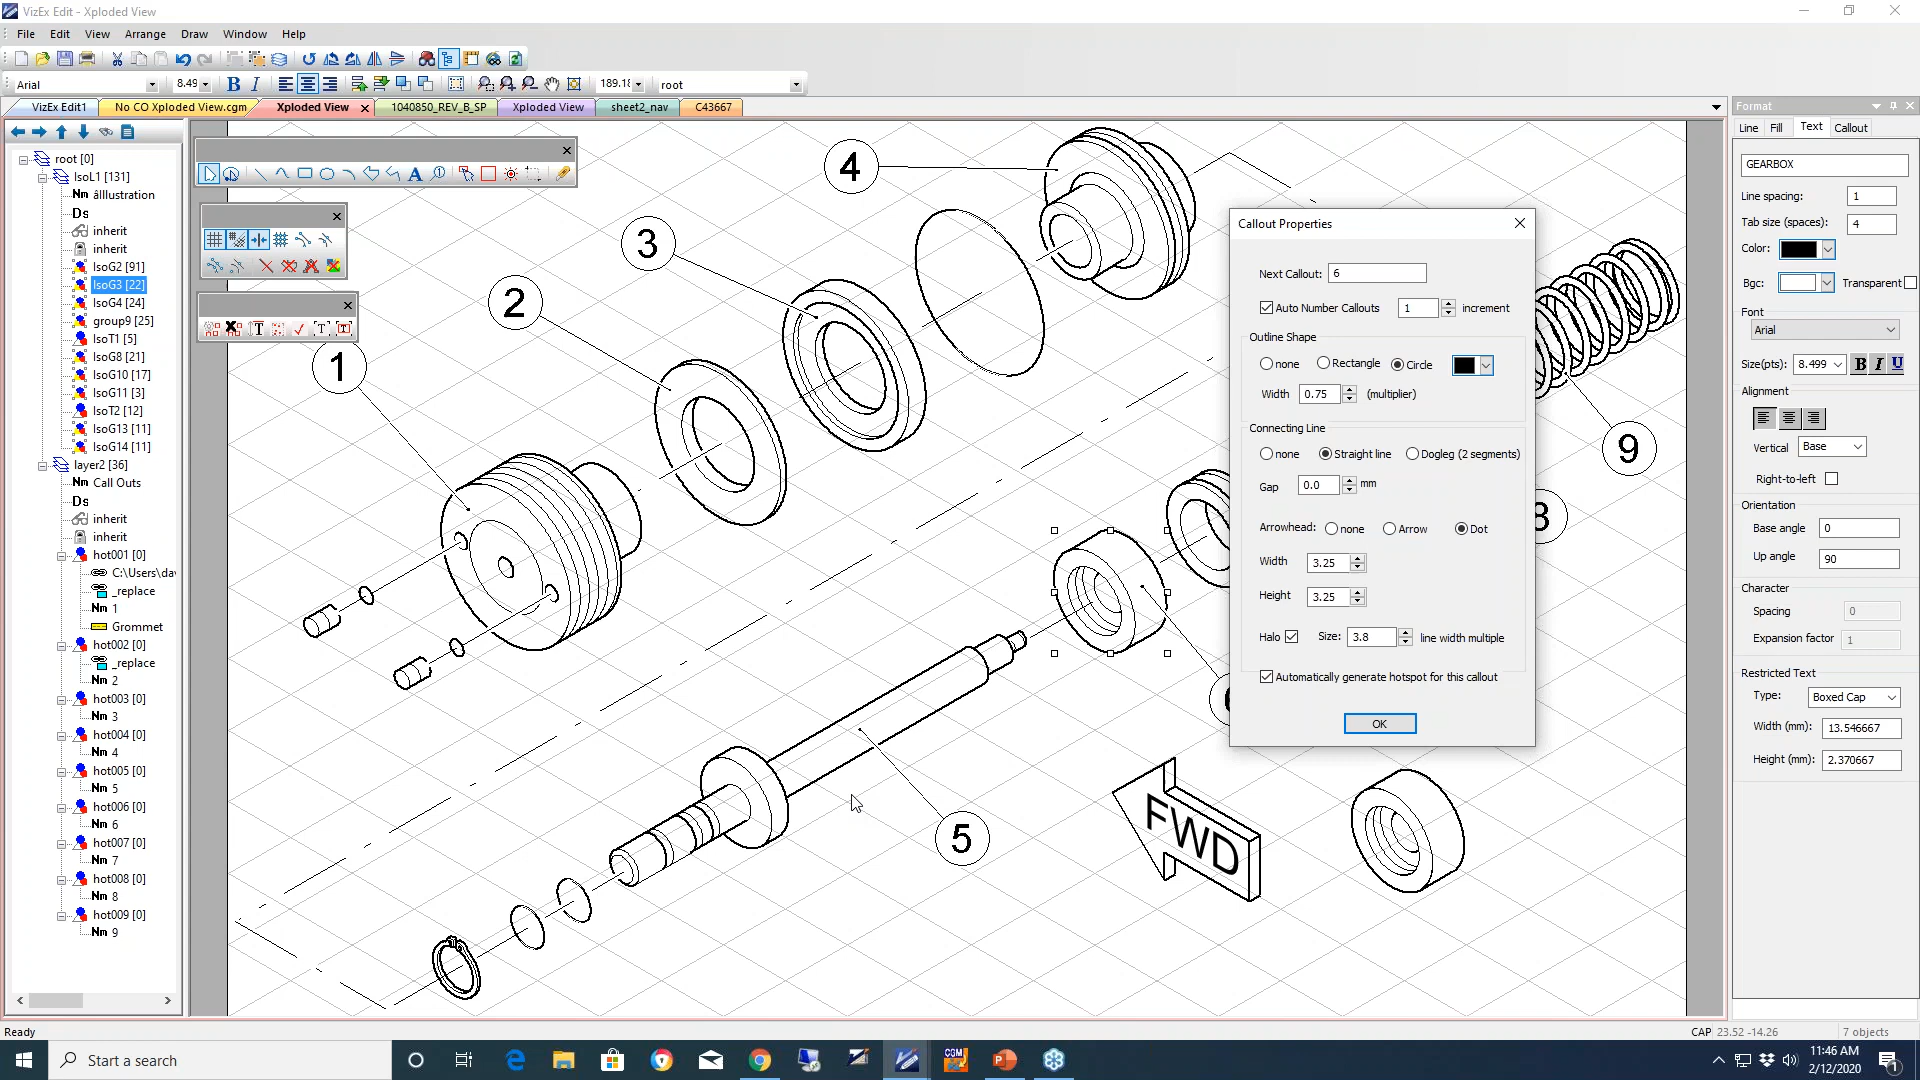 VizEx Edit - Xploded View
File Edit View Arrange Draw Window Help
Arial 8.49 B I 189.18 root
VizEx Edit1 No CO Xploded View.cgm Xploded View 1040850_REV_B_SP Xploded View sheet2_nav C43667
root [0]
IsoL1 [131]
Nm âIllustration
Ds
inherit
inherit
IsoG2 [91]
IsoG3 [22]
IsoG4 [24]
group9 [25]
IsoT1 [5]
IsoG8 [21]
IsoG10 [17]
IsoG11 [3]
IsoT2 [12]
IsoG13 [11]
IsoG14 [11]
layer2 [36]
Nm Call Outs
Ds
inherit
inherit
hot001 [0]
C:\Users\dav
_replace
Nm 1
Grommet
hot002 [0]
_replace
Nm 2
hot003 [0]
Nm 3
hot004 [0]
Nm 4
hot005 [0]
Nm 5
hot006 [0]
Nm 6
hot007 [0]
Nm 7
hot008 [0]
Nm 8
hot009 [0]
Nm 9
1
2
3
4
5
8
9
FWD
Callout Properties
Next Callout: 6
Auto Number Callouts 1 increment
Outline Shape
none Rectangle Circle
Width 0.75 (multiplier)
Connecting Line
none Straight line Dogleg (2 segments)
Gap 0.0 mm
Arrowhead: none Arrow Dot
Width 3.25
Height 3.25
Halo Size: 3.8 line width multiple
Automatically generate hotspot for this callout
OK
Format
Line Fill Text Callout
GEARBOX
Line spacing: 1
Tab size (spaces): 4
Color:
Bgc: Transparent
Font
Arial
Size(pts): 8.499 B I U
Alignment
Vertical Base
Right-to-left
Orientation
Base angle 0
Up angle 90
Character
Spacing 0
Expansion factor 1
Restricted Text
Type: Boxed Cap
Width (mm): 13.546667
Height (mm): 2.370667
Ready CAP 23.52 -14.26 7 objects
Start a search
CGM
11:46 AM
2/12/2020
1